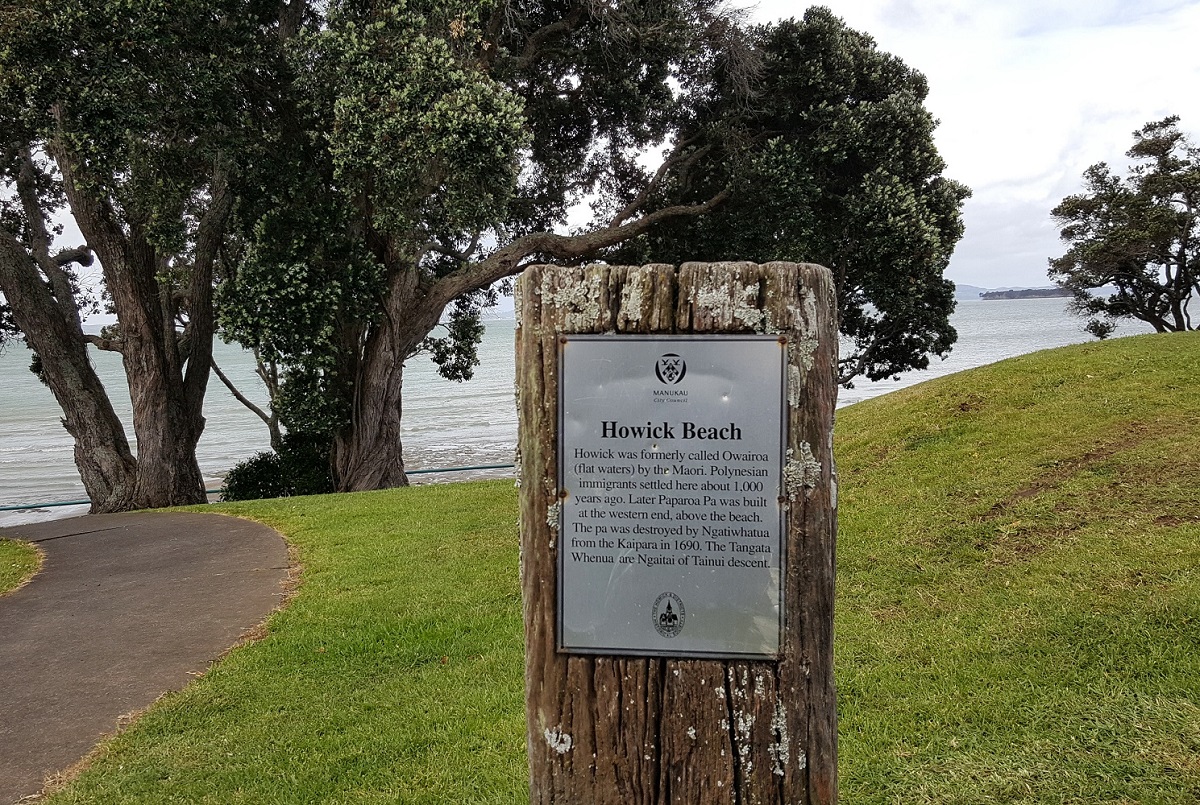 MANUKAU
City Council
Howick Beach
Howick was formerly called Owairoa
(flat waters) by the Maori. Polynesian
immigrants settled here about 1,000
years ago. Later Paparoa Pa was built
at the western end, above the beach.
The pa was destroyed by Ngatiwhatua
from the Kaipara in 1690. The Tangata
Whenua are Ngaitai of Tainui descent.